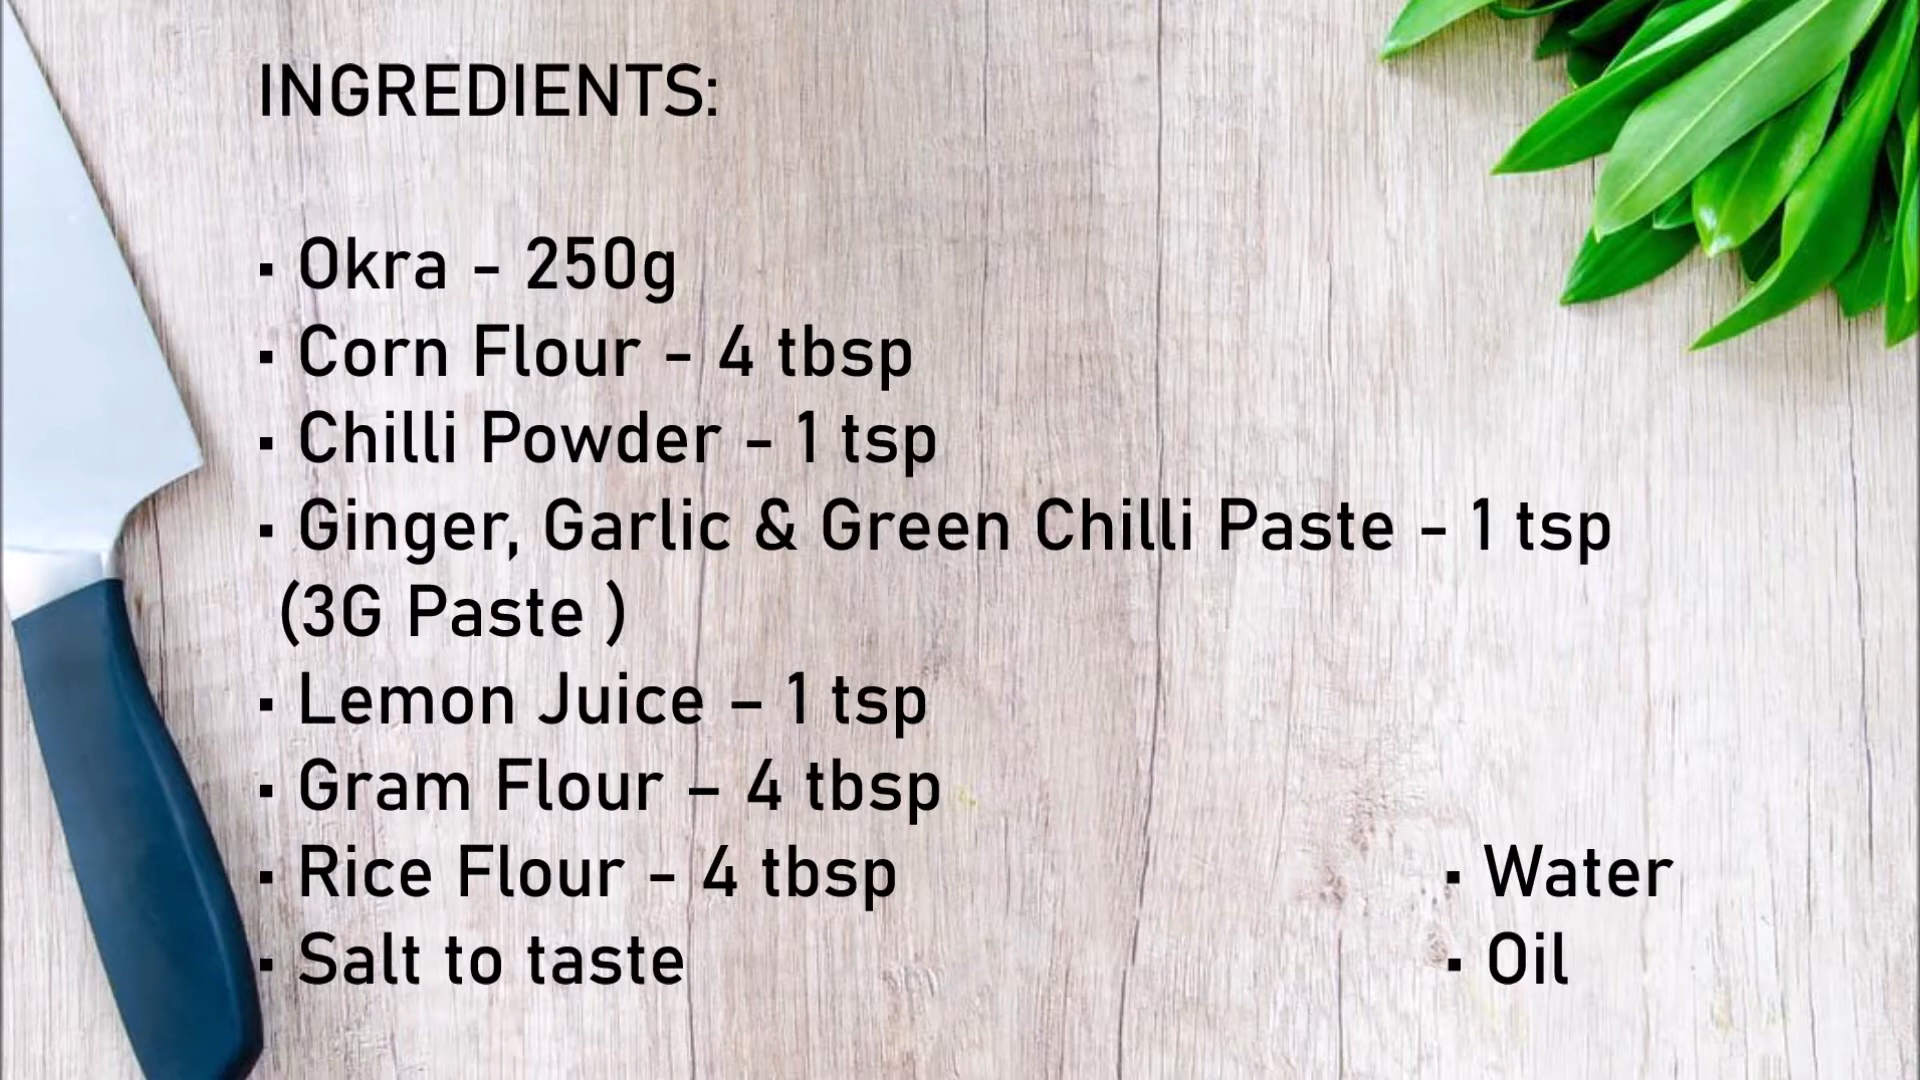 INGREDIENTS:
▪ Okra - 250g
▪ Corn Flour - 4 tbsp
▪ Chilli Powder - 1 tsp
▪ Ginger, Garlic & Green Chilli Paste - 1 tsp
(3G Paste )
▪ Lemon Juice – 1 tsp
▪ Gram Flour – 4 tbsp
▪ Rice Flour - 4 tbsp
▪ Salt to taste
▪ Water
▪ Oil